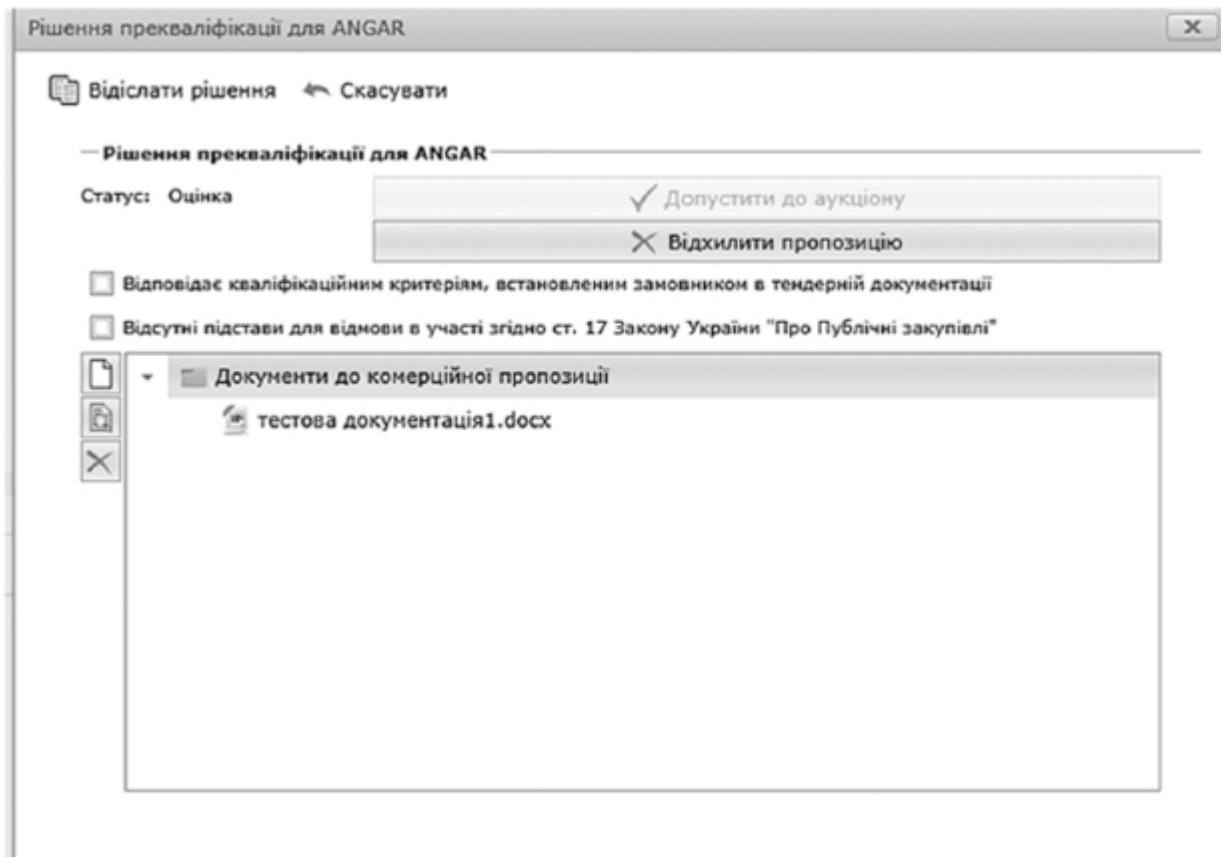 Рішення прекваліфікації для ANGAR
Відіслати рішення Скасувати
Рішення прекваліфікації для ANGAR
Статус: Оцінка
Допустити до аукціону
Відхилити пропозицію
Відповідає кваліфікаційним критеріям, встановленим замовником в тендерній документації
Відсутні підстави для відмови в участі згідно ст. 17 Закону України "Про Публічні закупівлі"
Документи до комерційної пропозиції
тестова документація1.docx